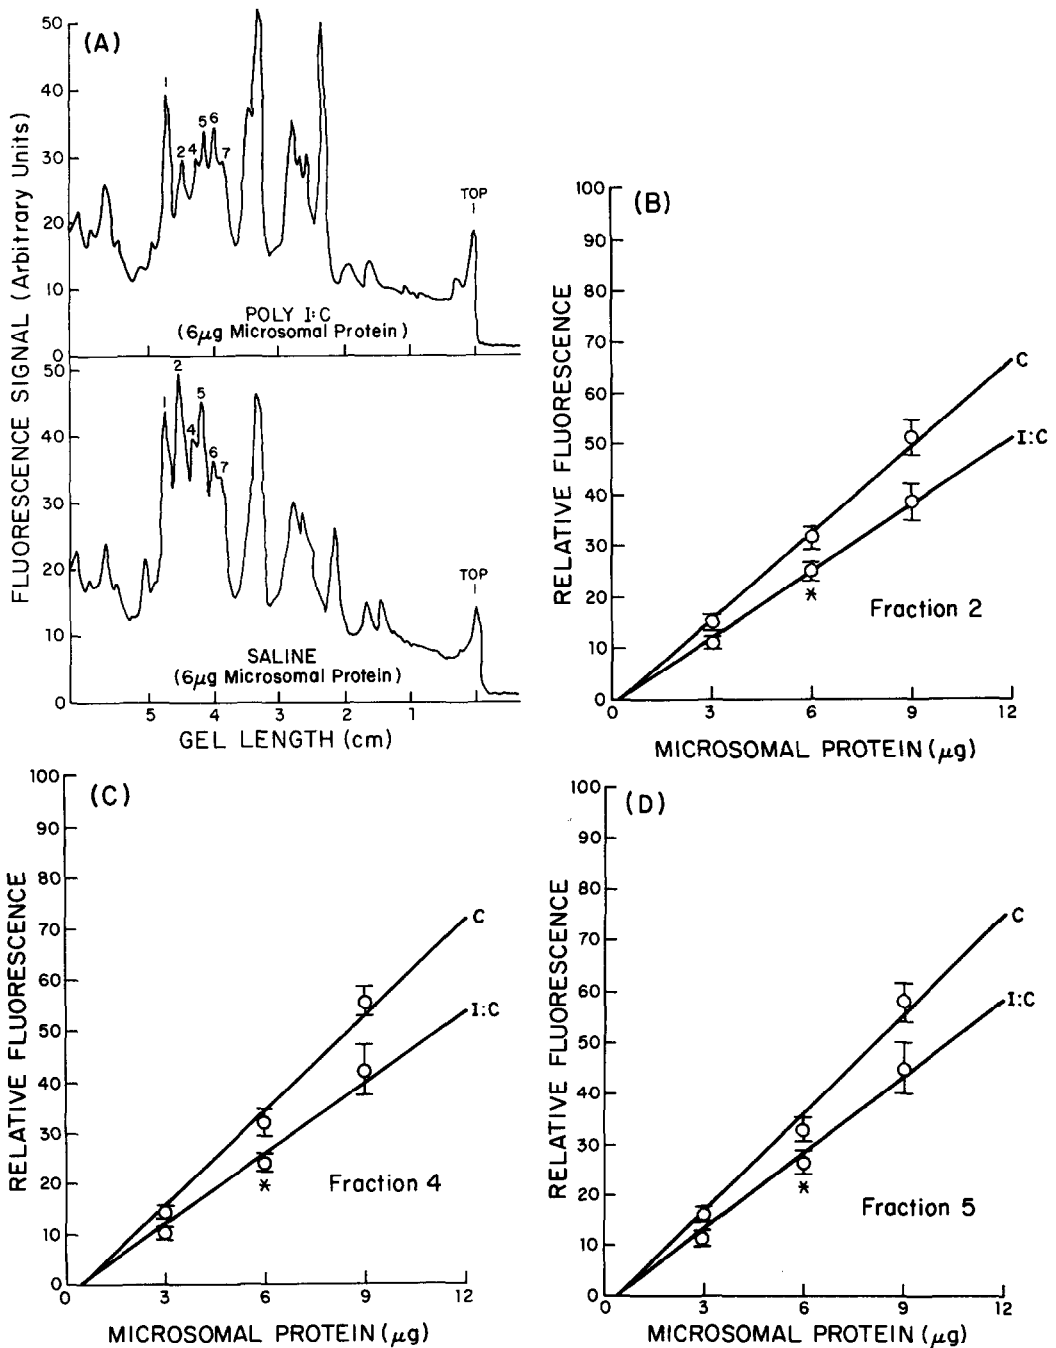 (A)
FLUORESCENCE SIGNAL (Arbitrary Units)
50
40
30
20
10
0
1
2
4
5
6
7
TOP
POLY I:C
(6μg Microsomal Protein)
50
40
30
20
10
0
1
2
4
5
6
7
TOP
SALINE
(6μg Microsomal Protein)
5 4 3 2 1
GEL LENGTH (cm)
(B)
RELATIVE FLUORESCENCE
100
90
80
70
60
50
40
30
20
10
0
C
I:C
*
Fraction 2
0 3 6 9 12
MICROSOMAL PROTEIN (μg)
(C)
RELATIVE FLUORESCENCE
100
90
80
70
60
50
40
30
20
10
0
C
I:C
*
Fraction 4
0 3 6 9 12
MICROSOMAL PROTEIN (μg)
(D)
RELATIVE FLUORESCENCE
100
90
80
70
60
50
40
30
20
10
0
C
I:C
*
Fraction 5
0 3 6 9 12
MICROSOMAL PROTEIN (μg)